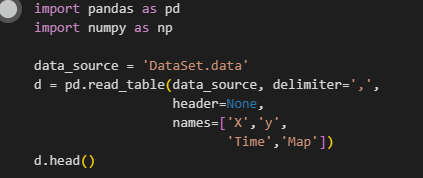 import pandas as pd
import numpy as np
data_source = 'DataSet.data'
d = pd.read_table(data_source, delimiter=',',
header=None,
names=['X','y',
'Time','Map'])
d.head()